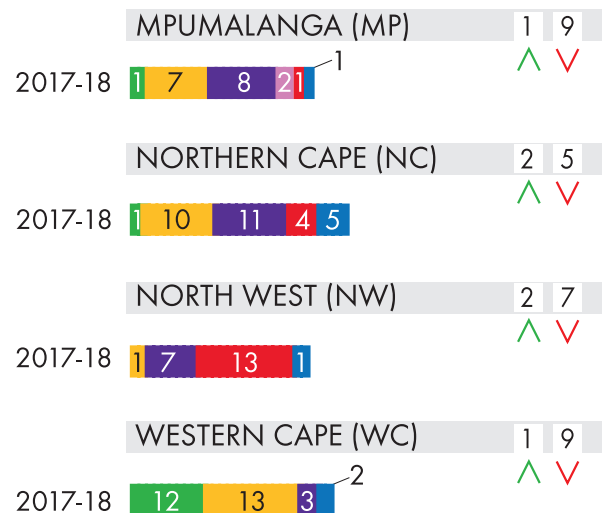 MPUMALANGA (MP) 1 9
1
2017-18 1 7 8 2 1
NORTHERN CAPE (NC) 2 5
2017-18 1 10 11 4 5
NORTH WEST (NW) 2 7
2017-18 1 7 13 1
WESTERN CAPE (WC) 1 9
2
2017-18 12 13 3